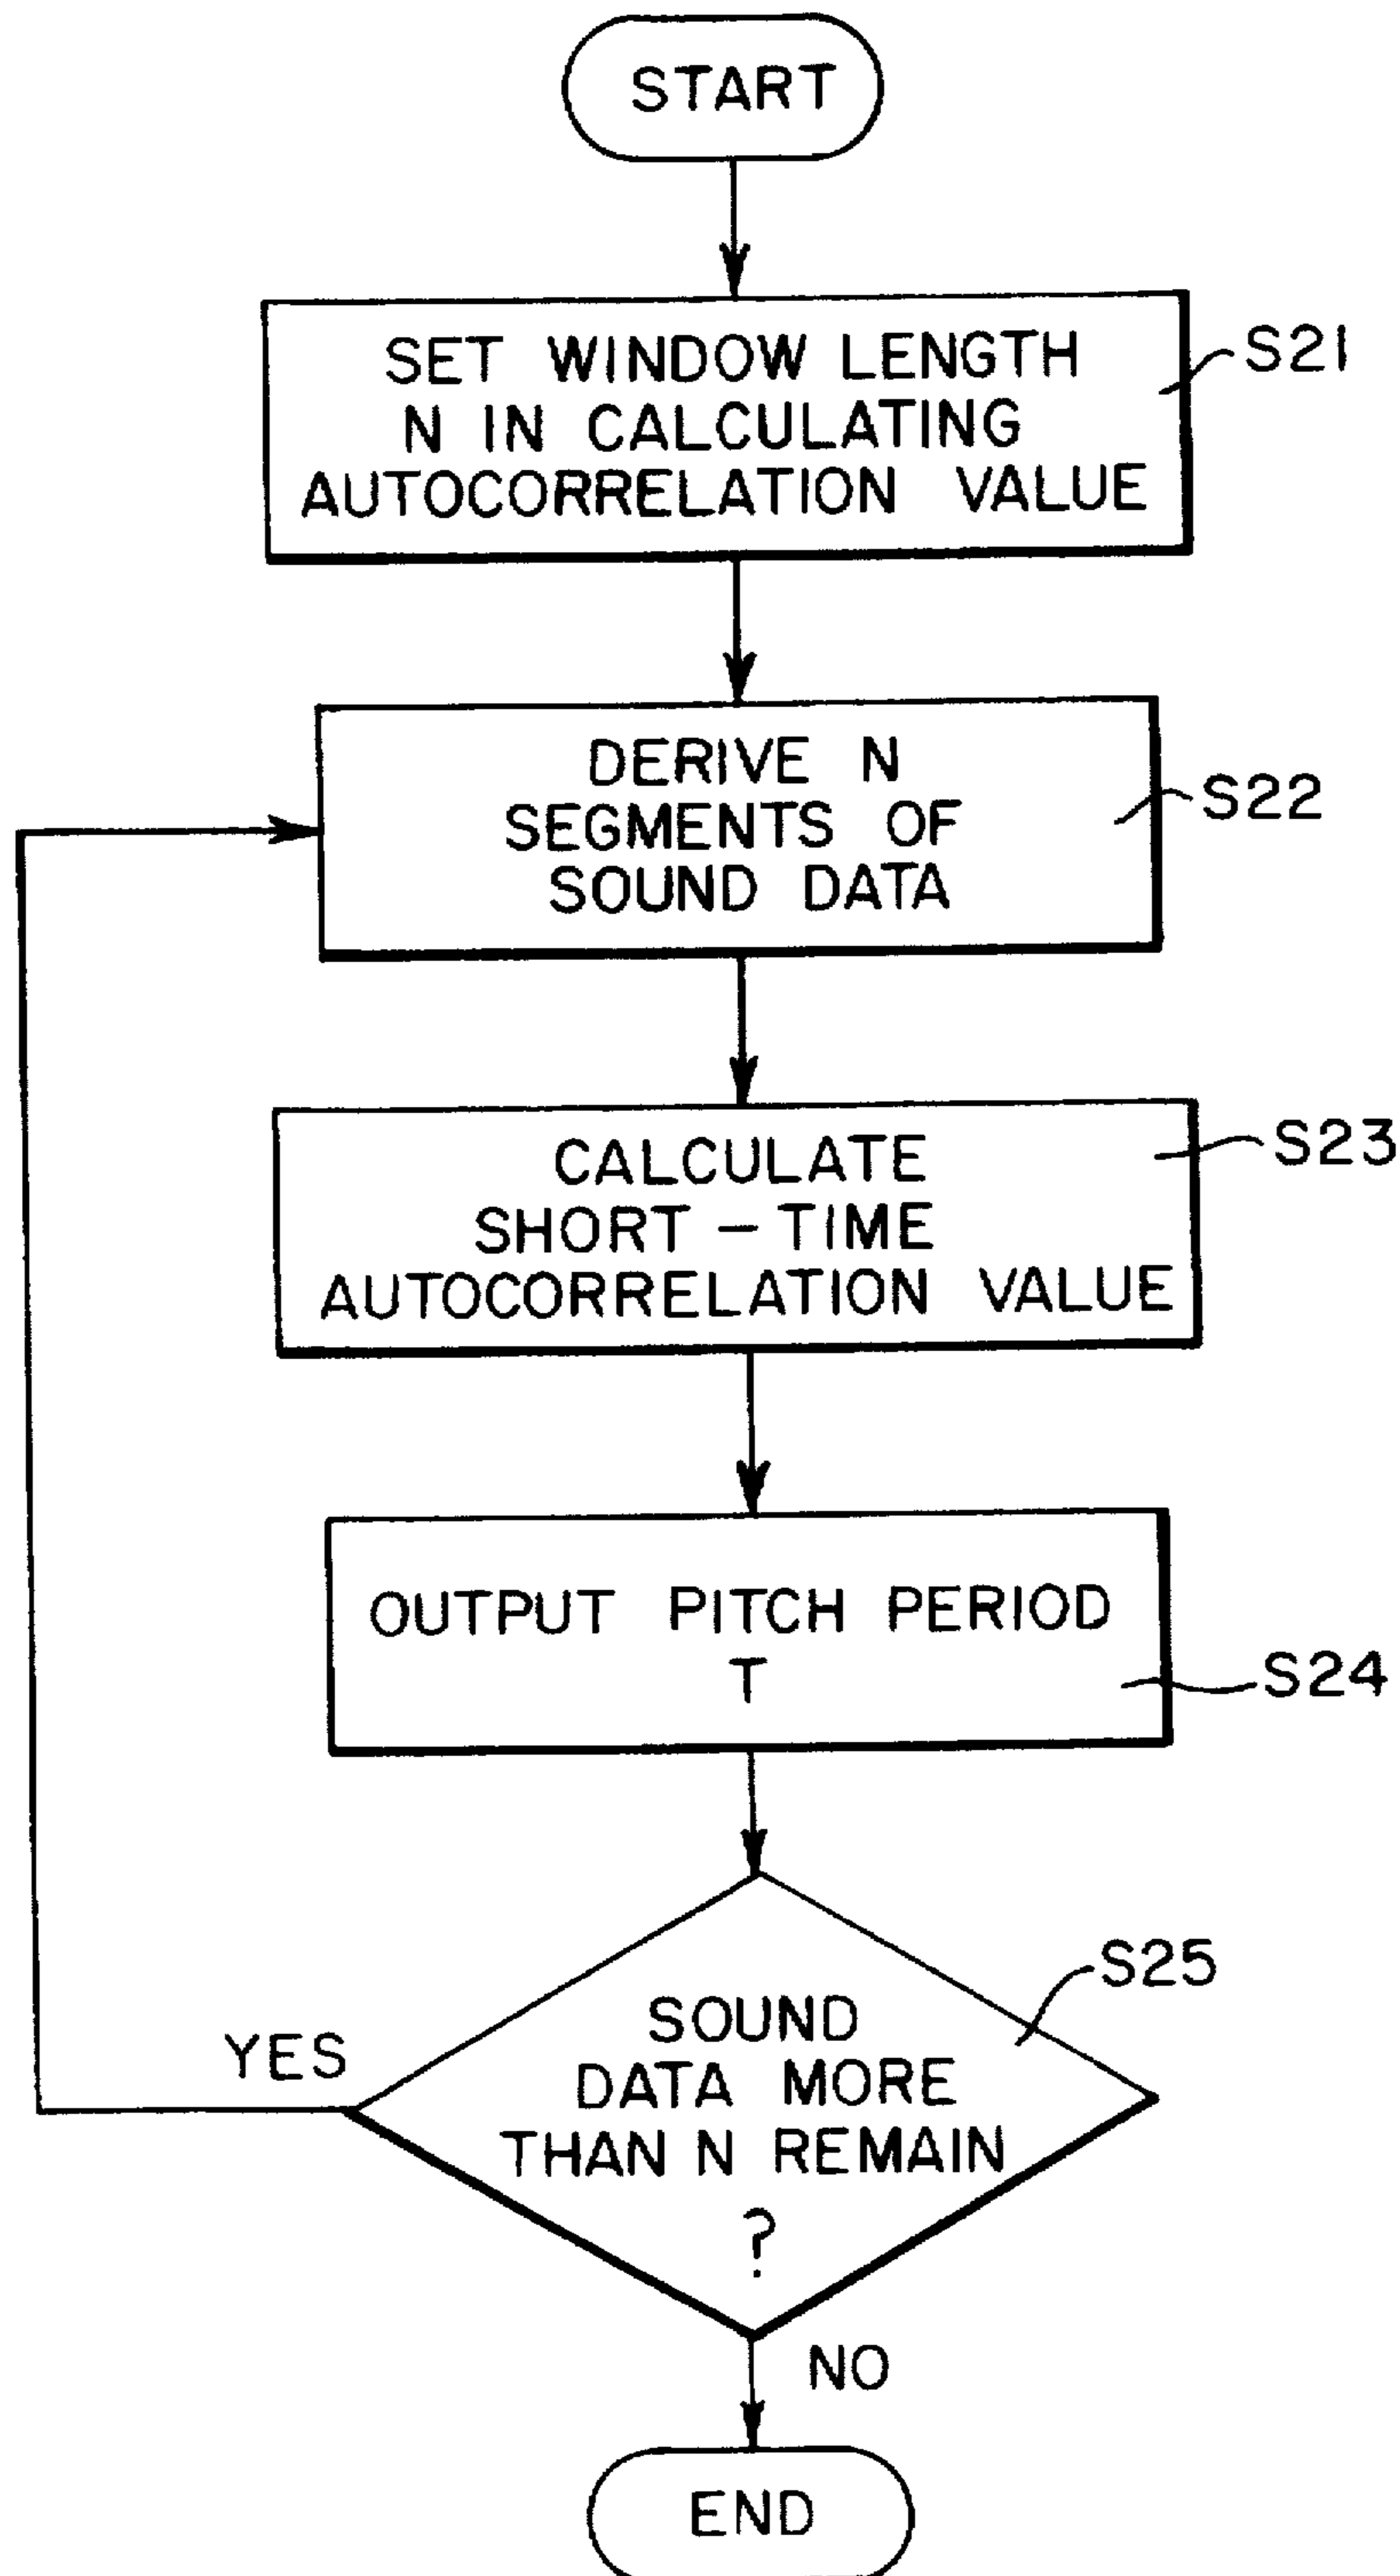 START
SET WINDOW LENGTH
N IN CALCULATING
AUTOCORRELATION VALUE
S21
DERIVE N
SEGMENTS OF
SOUND DATA
S22
CALCULATE
SHORT - TIME
AUTOCORRELATION VALUE
S23
OUTPUT PITCH PERIOD
T
S24
SOUND
DATA MORE
THAN N REMAIN
?
S25
YES
NO
END